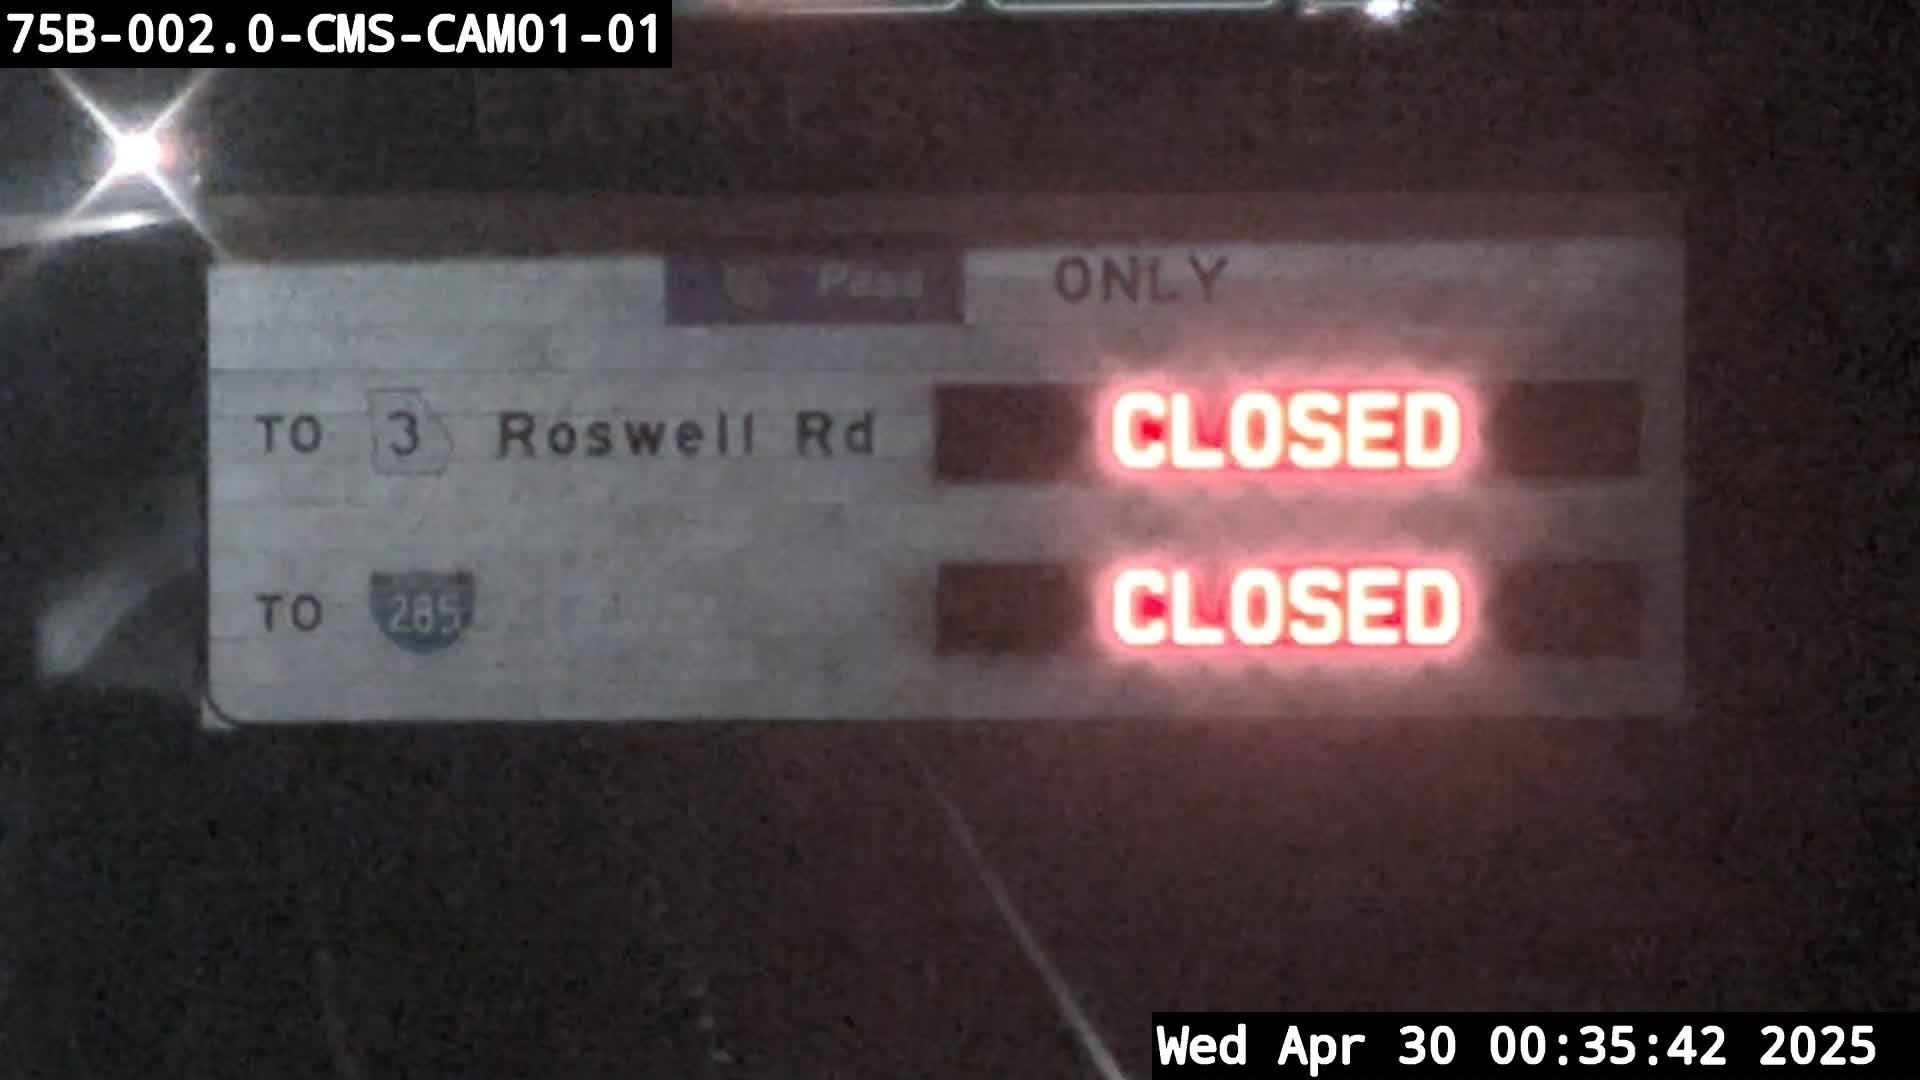 75B-002.0-CMS-CAM01-01
Pass ONLY
TO 3 Roswell Rd CLOSED
TO 285 CLOSED
Wed Apr 30 00:35:42 2025